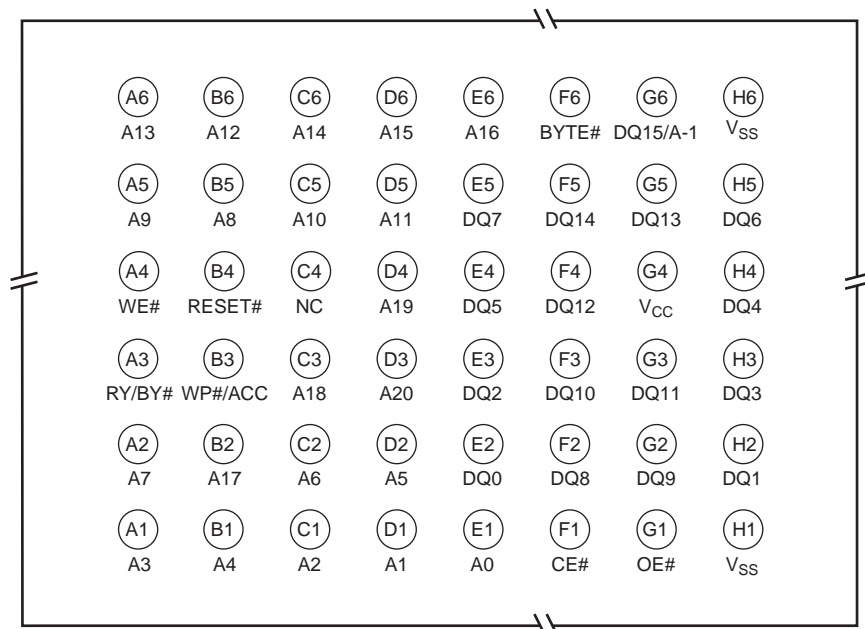 A6 B6 C6 D6 E6 F6 G6 H6
A13 A12 A14 A15 A16 BYTE# DQ15/A-1 VSS
A5 B5 C5 D5 E5 F5 G5 H5
A9 A8 A10 A11 DQ7 DQ14 DQ13 DQ6
A4 B4 C4 D4 E4 F4 G4 H4
WE# RESET# NC A19 DQ5 DQ12 VCC DQ4
A3 B3 C3 D3 E3 F3 G3 H3
RY/BY# WP#/ACC A18 A20 DQ2 DQ10 DQ11 DQ3
A2 B2 C2 D2 E2 F2 G2 H2
A7 A17 A6 A5 DQ0 DQ8 DQ9 DQ1
A1 B1 C1 D1 E1 F1 G1 H1
A3 A4 A2 A1 A0 CE# OE# VSS